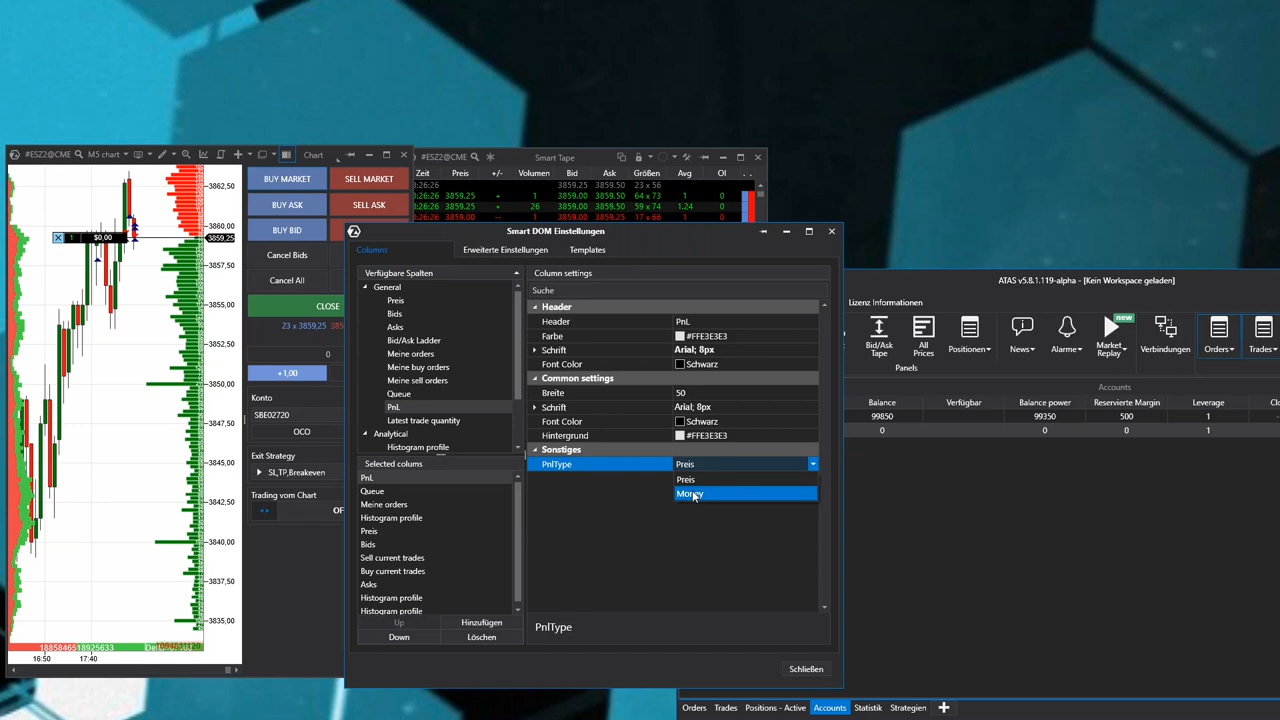 #ESZ2@CME M5 chart Chart
3862,50
3860,00
3859,25
3857,50
3855,00
3852,50
3850,00
3847,50
3845,00
3842,50
3840,00
3837,50
3835,00
1 $0.00
16:50 17:40
BUY MARKET SELL MARKET
BUY ASK SELL ASK
BUY BID
Cancel Bids
Cancel All
CLOSE
23 x 3859,25
0
+1,00
Konto
SBE02720
OCO
Exit Strategy
SL,TP,Breakeven
Trading vom Chart
#ESZ2@CME Smart Tape
Zeit Preis +/- Volumen Bid Ask Größen Avg OI
3859.25 3859.50 23 x 56
3859.25 + 1 3859.00 3859.50 64 x 73 1 0
3859.25 + 26 3859.00 3859.50 59 x 74 1.24 0
3859.00 -- 1 3859.00 3859.25 17 x 66 1 0
Smart DOM Einstellungen
Columns Erweiterte Einstellungen Templates
Verfügbare Spalten
General
Preis
Bids
Asks
Bid/Ask Ladder
Meine orders
Meine buy orders
Meine sell orders
Queue
PnL
Latest trade quantity
Analytical
Histogram profile
Selected colums
PnL
Queue
Meine orders
Histogram profile
Preis
Bids
Sell current trades
Buy current trades
Asks
Histogram profile
Histogram profile
Up Hinzufügen
Down Löschen
Column settings
Suche
Header
Header PnL
Farbe #FFE3E3E3
Schrift Arial; 8px
Font Color Schwarz
Common settings
Breite 50
Schrift Arial; 8px
Font Color Schwarz
Hintergrund #FFE3E3E3
Sonstiges
PnlType Preis
Preis
Money
PnlType
Schließen
ATAS v5.8.1.119-alpha - [Kein Workspace geladen]
Lizenz Informationen
Bid/Ask Tape
All Prices
Positionen
News
Alarme
new
Market Replay
Verbindungen
Orders
Trades
Panels
Accounts
Balance Verfügbar Balance power Reservierte Margin Leverage
99850 99350 500 1
0 0 0 1
Orders Trades Positions - Active Accounts Statistik Strategien